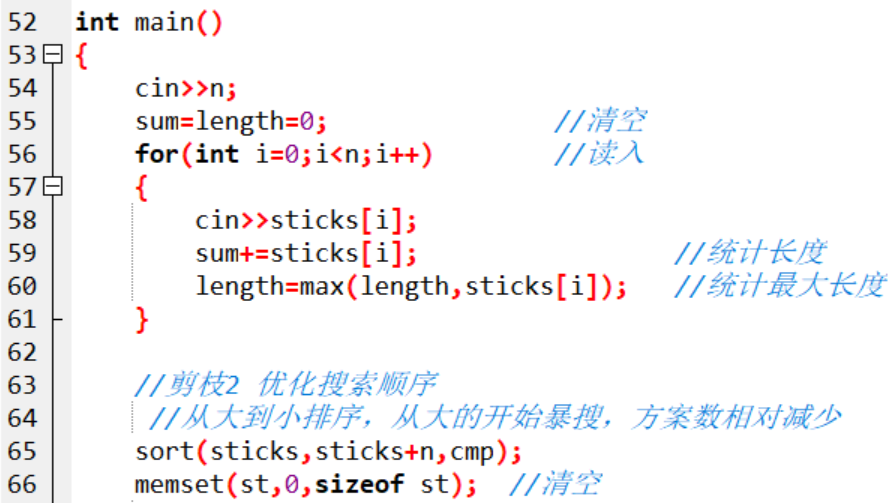 52 int main()
53 {
54 cin>>n;
55 sum=length=0; //清空
56 for(int i=0;i<n;i++) //读入
57 {
58 cin>>sticks[i];
59 sum+=sticks[i]; //统计长度
60 length=max(length,sticks[i]); //统计最大长度
61 }
62
63 //剪枝2 优化搜索顺序
64 //从大到小排序，从大的开始暴搜，方案数相对减少
65 sort(sticks,sticks+n,cmp);
66 memset(st,0,sizeof st); //清空